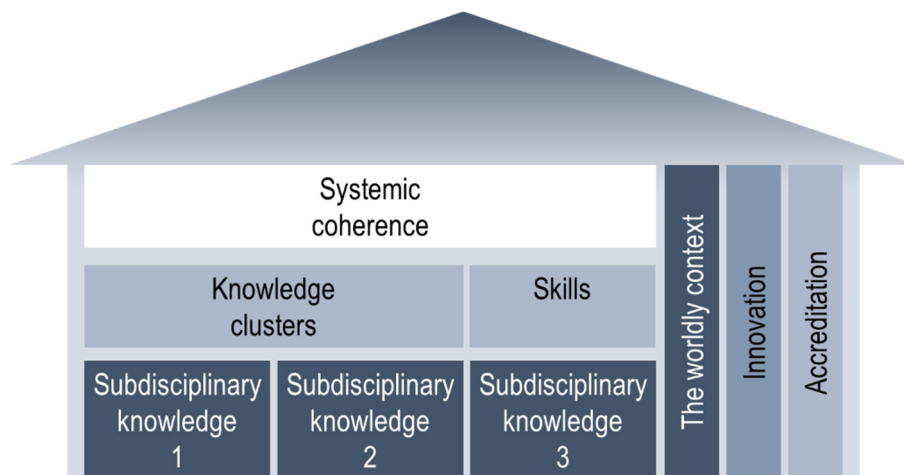 Systemic
coherence
Knowledge
clusters
Skills
Subdisciplinary
knowledge
1
Subdisciplinary
knowledge
2
Subdisciplinary
knowledge
3
The worldly context
Innovation
Accreditation